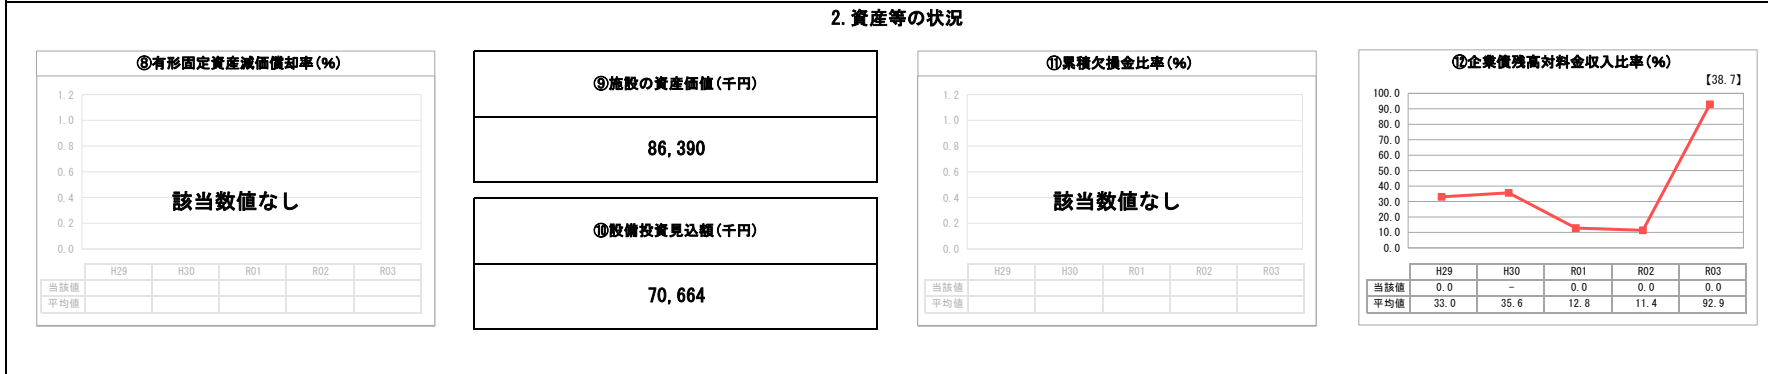 2.資産等の状況
⑧有形固定資産減価償却率(%)
1.2
1.0
0.8
0.6
0.4
0.2
0.0
該当数値なし
H29 H30 R01 R02 R03
当該値
平均値
⑨施設の資産価値(千円)
86,390
⑩設備投資見込額(千円)
70,664
⑪累積欠損金比率(%)
1.2
1.0
0.8
0.6
0.4
0.2
0.0
該当数値なし
H29 H30 R01 R02 R03
当該値
平均値
⑫企業債残高対料金収入比率(%)
【38.7】
100.0
90.0
80.0
70.0
60.0
50.0
40.0
30.0
20.0
10.0
0.0
H29 H30 R01 R02 R03
当該値 0.0 - 0.0 0.0 0.0
平均値 33.0 35.6 12.8 11.4 92.9